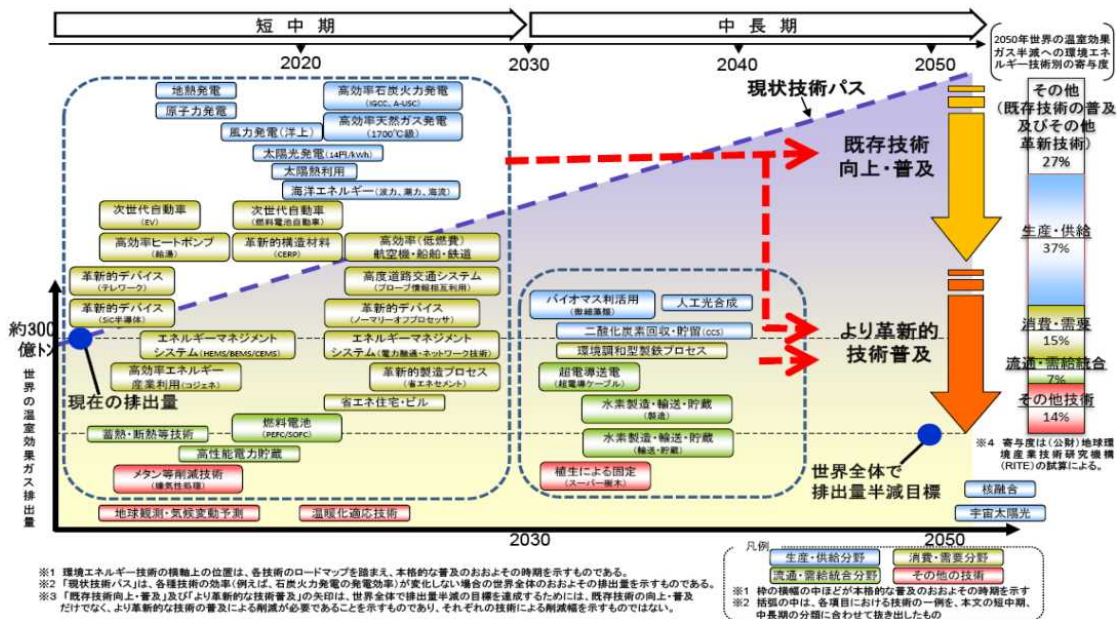 短 中 期
中 長 期
2020
2030
2040
2050
2050年世界の温室効果
ガス半減への環境エネ
ルギー技術別の寄与度
地熱発電
高効率石炭火力発電
(IGCC、A-USC)
原子力発電
高効率天然ガス発電
(1700℃級)
風力発電(洋上)
太陽光発電(14円/kWh)
太陽熱利用
海洋エネルギー(波力、潮力、海流)
次世代自動車
(EV)
次世代自動車
(燃料電池自動車)
高効率ヒートポンプ
(給湯)
革新的構造材料
(CFRP)
高効率(低燃費)
航空機・船舶・鉄道
革新的デバイス
(テレワーク)
高度道路交通システム
(プローブ情報相互利用)
革新的デバイス
(SiC半導体)
革新的デバイス
(ノーマリーオフプロセッサ)
エネルギーマネジメント
システム(HEMS/BEMS/CEMS)
エネルギーマネジメント
システム(電力融通・ネットワーク技術)
高効率エネルギー
産業利用(コジェネ)
革新的製造プロセス
(省エネセメント)
省エネ住宅・ビル
蓄熱・断熱等技術
燃料電池
(PEFC/SOFC)
高性能電力貯蔵
メタン等削減技術
(嫌気性処理)
地球観測・気候変動予測
温暖化適応技術
バイオマス利活用
(微細藻類)
人工光合成
二酸化炭素回収・貯留(CCS)
環境調和型製鉄プロセス
超電導送電
(超電導ケーブル)
水素製造・輸送・貯蔵
(製造)
水素製造・輸送・貯蔵
(輸送・貯蔵)
植生による固定
(スーパー樹木)
現状技術パス
既存技術
向上・普及
より革新的
技術普及
約300
億トン
世界の温室効果ガス排出量
現在の排出量
世界全体で
排出量半減目標
その他
(既存技術の普及
及びその他
革新技術)
27%
生産・供給
37%
消費・需要
15%
流通・需給統合
7%
その他技術
14%
※4 寄与度は(公財)地球環
境産業技術研究機構
(RITE)の試算による。
核融合
宇宙太陽光
2030
2050
※1 環境エネルギー技術の横軸上の位置は、各技術のロードマップを踏まえ、本格的な普及のおおよその時期を示すものである。
※2 「現状技術パス」は、各種技術の効率(例えば、石炭火力発電の発電効率)が変化しない場合の世界全体のおおよその排出量を示すものである。
※3 「既存技術向上・普及」及び「より革新的な技術普及」の矢印は、世界全体で排出量半減の目標を達成するためには、既存技術の向上・普及
だけでなく、より革新的な技術の普及による削減が必要であることを示すものであり、それぞれの技術による削減幅を示すものではない。
凡例
生産・供給分野
消費・需要分野
流通・需給統合分野
その他の技術
※1 枠の横幅の中ほどが本格的な普及のおおよその時期を示す
※2 括弧の中は、各項目における技術の一例を、本文の短中期、
中長期の分類に合わせて抜き出したもの